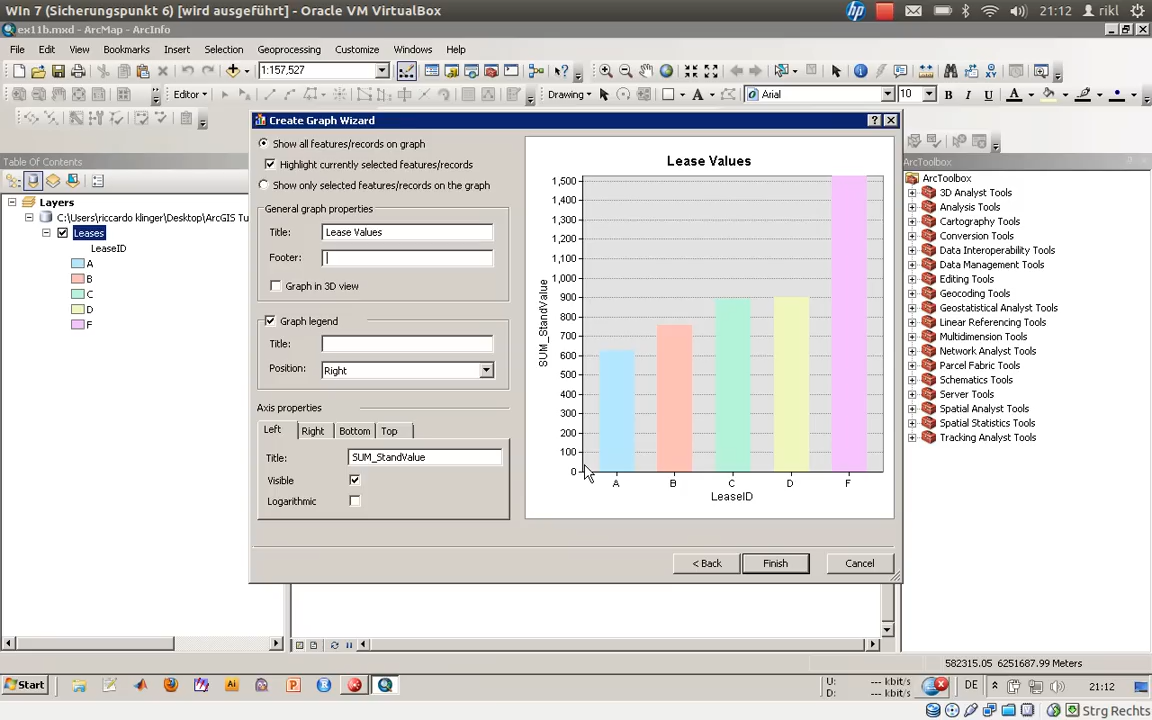 WIn 7 (Sicherungspunkt 6) [wird ausgeführt] - Oracle VM VirtualBox
21:12
rikl
ex11b.mxd - ArcMap - ArcInfo
File Edit View Bookmarks Insert Selection Geoprocessing Customize Windows Help
1:157,527
Editor
Drawing
Arial
10
B I U A
Create Graph Wizard
Table Of Contents
Layers
C:\Users\riccardo klinger\Desktop\ArcGIS Tu
Leases
LeaseID
A
B
C
D
F
Show all features/records on graph
Highlight currently selected features/records
Show only selected features/records on the graph
General graph properties
Title: Lease Values
Footer:
Graph in 3D view
Graph legend
Title:
Position: Right
Axis properties
Left Right Bottom Top
Title: SUM_StandValue
Visible
Logarithmic
Lease Values
SUM_StandValue
1,500
1,400
1,300
1,200
1,100
1,000
900
800
700
600
500
400
300
200
100
0
A B C D F
LeaseID
< Back Finish Cancel
ArcToolbox
ArcToolbox
3D Analyst Tools
Analysis Tools
Cartography Tools
Conversion Tools
Data Interoperability Tools
Data Management Tools
Editing Tools
Geocoding Tools
Geostatistical Analyst Tools
Linear Referencing Tools
Multidimension Tools
Network Analyst Tools
Parcel Fabric Tools
Schematics Tools
Server Tools
Spatial Analyst Tools
Spatial Statistics Tools
Tracking Analyst Tools
582315.05 6251687.99 Meters
Start
U: --- kbit/s
D: --- kbit/s
DE
21:12
Strg Rechts